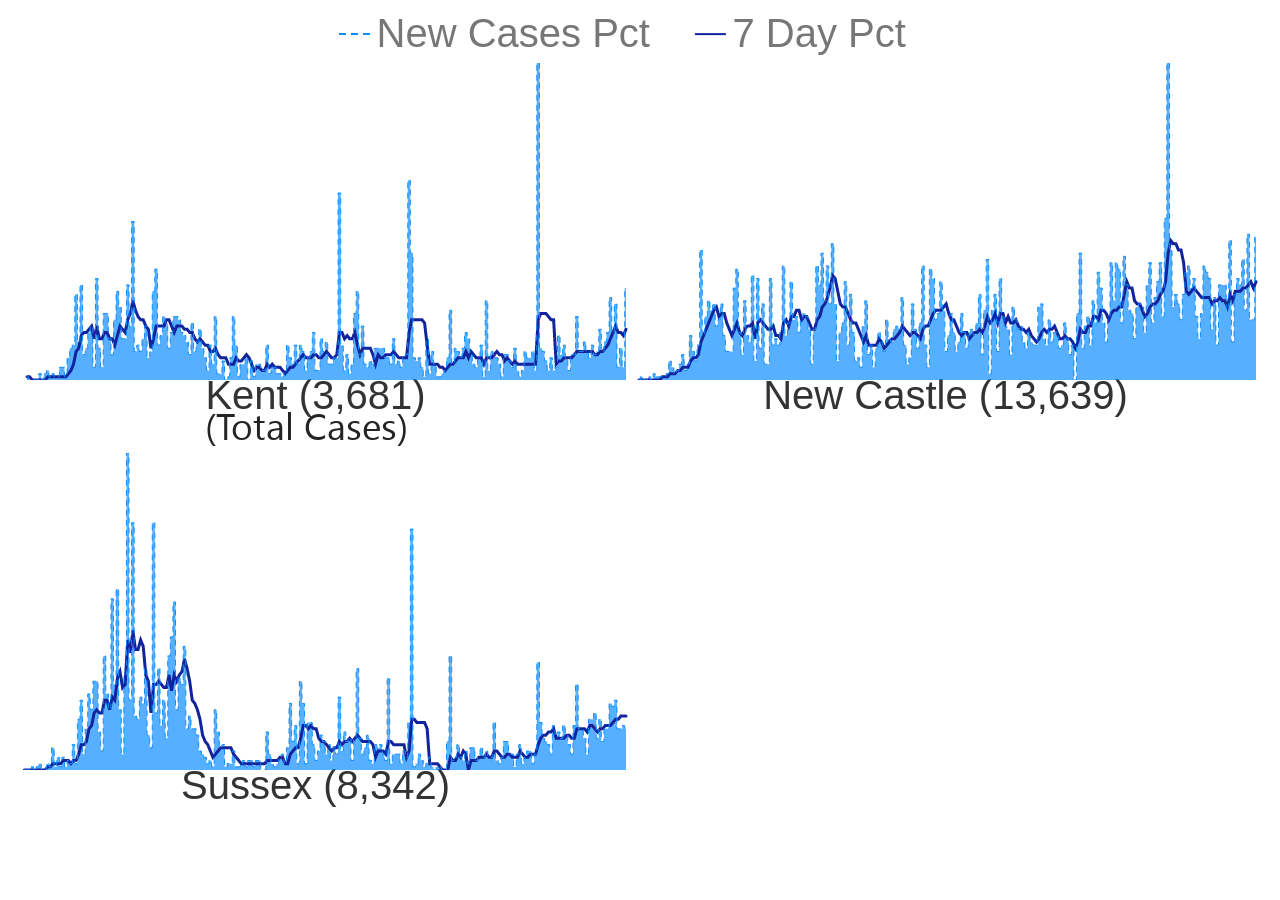 New Cases Pct 7 Day Pct
Kent (3,681) New Castle (13,639)
(Total Cases)
Sussex (8,342)